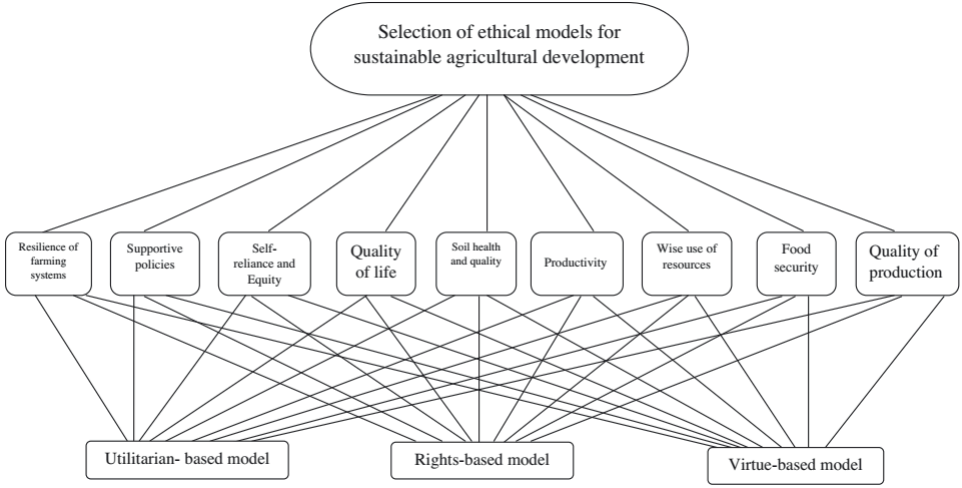 Selection of ethical models for
sustainable agricultural development
Resilience of
farming
systems
Supportive
policies
Self-
reliance and
Equity
Quality
of life
Soil health
and quality
Productivity
Wise use of
resources
Food
security
Quality of
production
Utilitarian- based model
Rights-based model
Virtue-based model